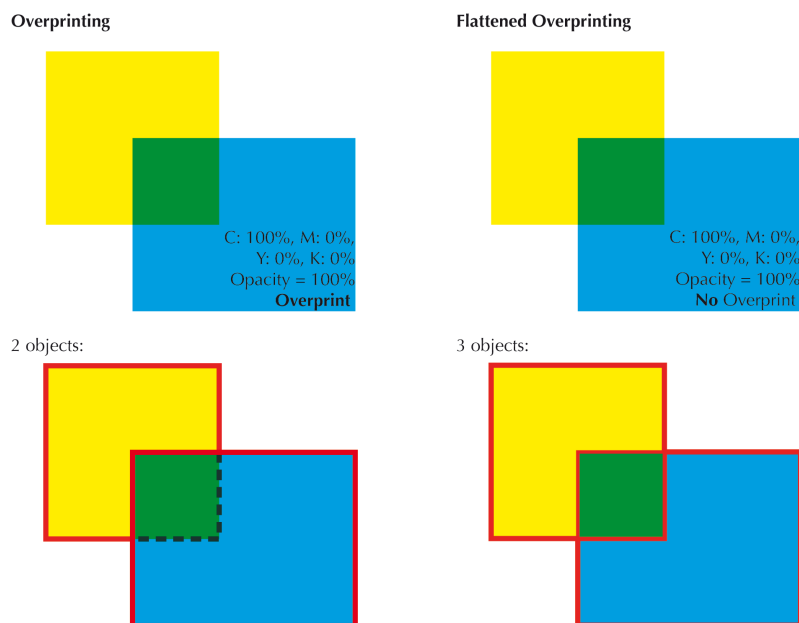 Overprinting
C: 100%, M: 0%,
Y: 0%, K: 0%
Opacity = 100%
Overprint
2 objects:
Flattened Overprinting
C: 100%, M: 0%,
Y: 0%, K: 0%
Opacity = 100%
No Overprint
3 objects: